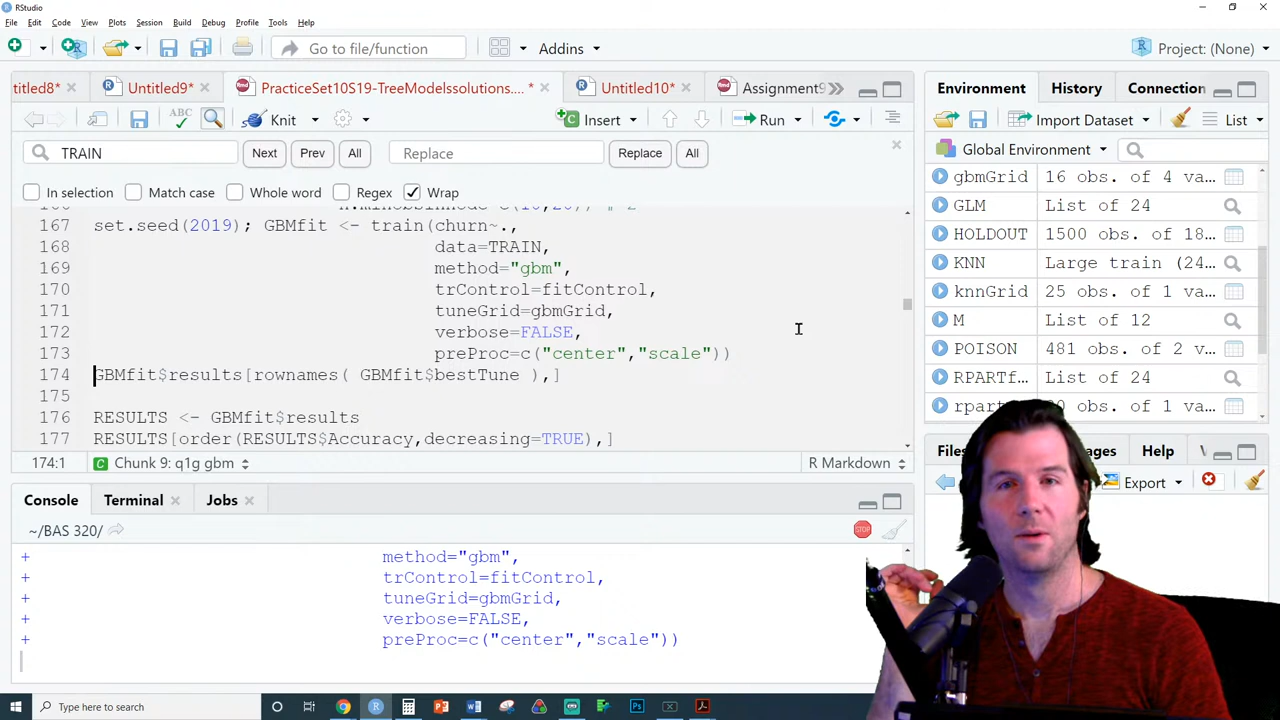 RStudio
File Edit Code View Plots Session Build Debug Profile Tools Help
Go to file/function
Addins
Project: (None)
titled8*
Untitled9*
PracticeSet10S19-TreeModelssolutions.... *
Untitled10*
Assignment9
Knit
Insert
Run
TRAIN
Next
Prev
All
Replace
Replace
All
In selection
Match case
Whole word
Regex
Wrap
167 set.seed(2019); GBMfit <- train(churn~.,
168 data=TRAIN,
169 method="gbm",
170 trControl=fitControl,
171 tuneGrid=gbmGrid,
172 verbose=FALSE,
173 preProc=c("center","scale"))
174 GBMfit$results[rownames( GBMfit$bestTune ),]
175
176 RESULTS <- GBMfit$results
177 RESULTS[order(RESULTS$Accuracy,decreasing=TRUE),]
174:1
Chunk 9: q1g gbm
R Markdown
Console
Terminal
Jobs
~/BAS 320/
STOP
+ method="gbm",
+ trControl=fitControl,
+ tuneGrid=gbmGrid,
+ verbose=FALSE,
+ preProc=c("center","scale"))
Environment
History
Connection
Import Dataset
List
Global Environment
gbmGrid 16 obs. of 4 va...
GLM List of 24
HOLDOUT 1500 obs. of 18...
KNN Large train (24...
knnGrid 25 obs. of 1 va...
M List of 12
POISON 481 obs. of 2 v...
RPARTf... List of 24
Files
ages
Help
Export
Type here to search